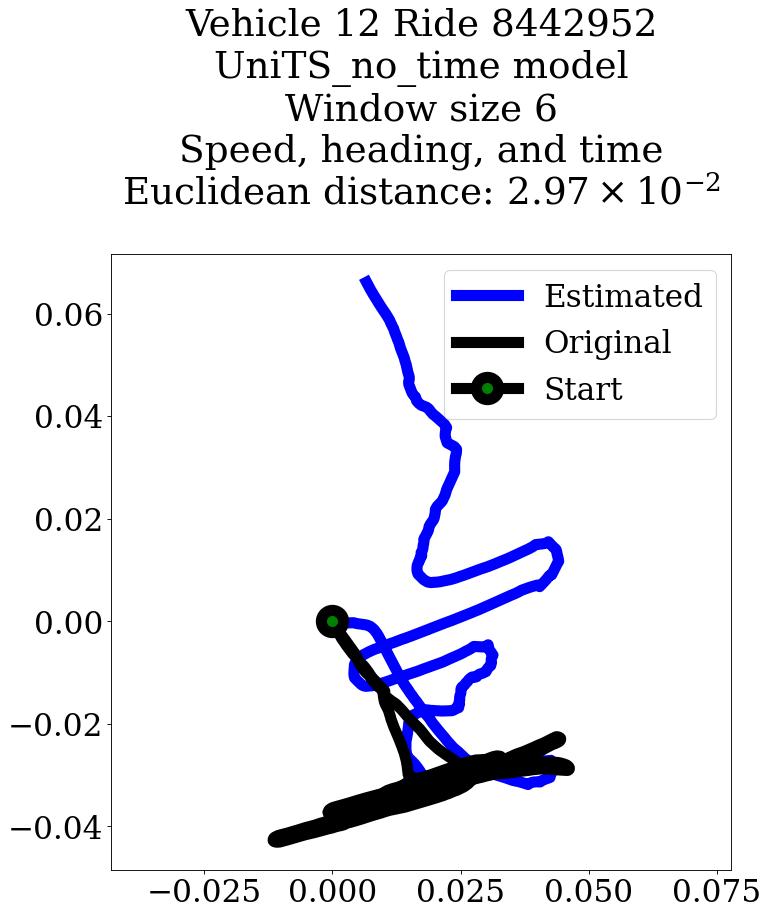 Vehicle 12 Ride 8442952
UniTS_no_time model
Window size 6
Speed, heading, and time
Euclidean distance: 2.97 × 10⁻²
Estimated
Original
Start
0.06
0.04
0.02
0.00
−0.02
−0.04
−0.025 0.000 0.025 0.050 0.075